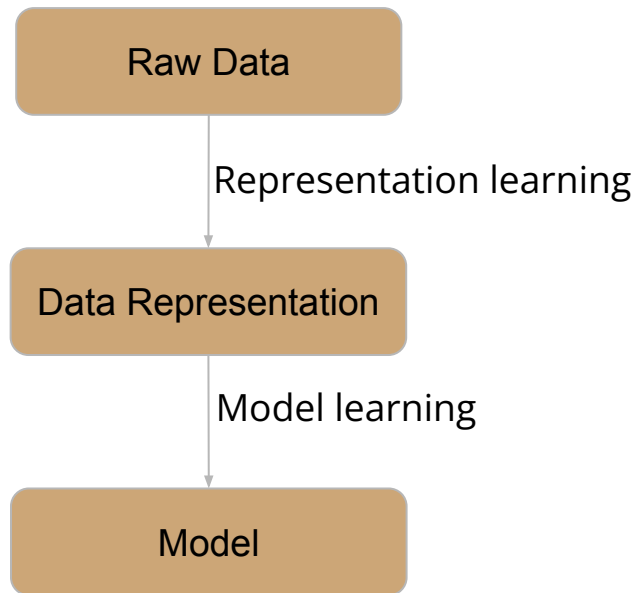 Raw Data
Representation learning
Data Representation
Model learning
Model